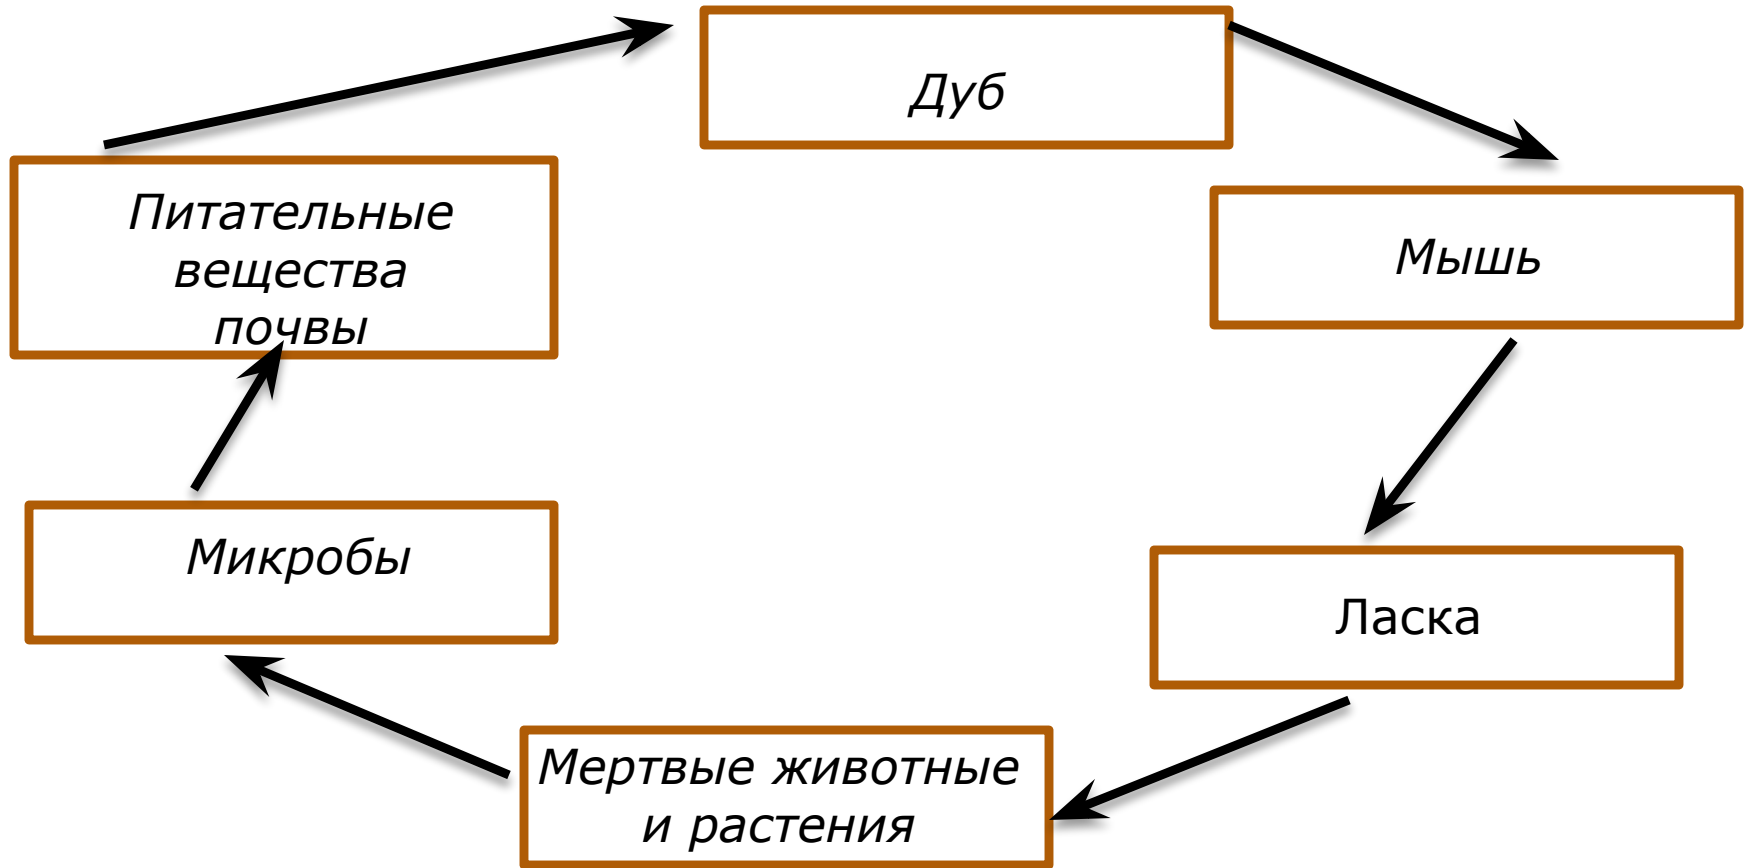 Дуб
Питательные
вещества
почвы
Мышь
Микробы
Ласка
Мертвые животные
и растения